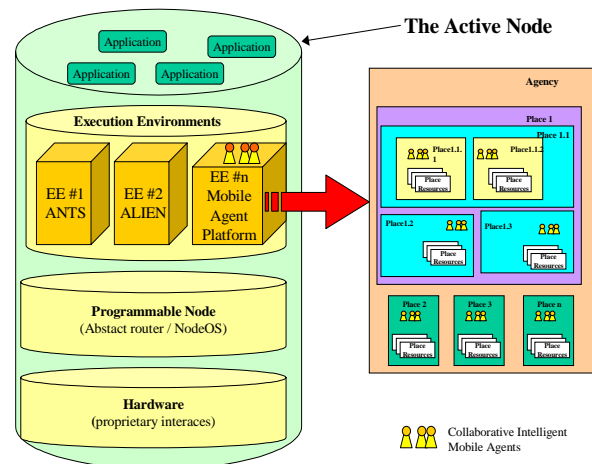 The Active Node
Application
Application
Application
Application
Execution Environments
EE #1
ANTS
EE #2
ALIEN
EE #n
Mobile
Agent
Platform
Programmable Node
(Abstact router / NodeOS)
Hardware
(proprietary interaces)
Agency
Place 1
Place 1.1
Place1.1.
1
Place
Resources
Place1.1.2
Place
Resources
Place1.2
Place
Resources
Place1.3
Place
Resources
Place 2
Place
Resources
Place 3
Place
Resources
Place n
Place
Resources
Collaborative Intelligent
Mobile Agents